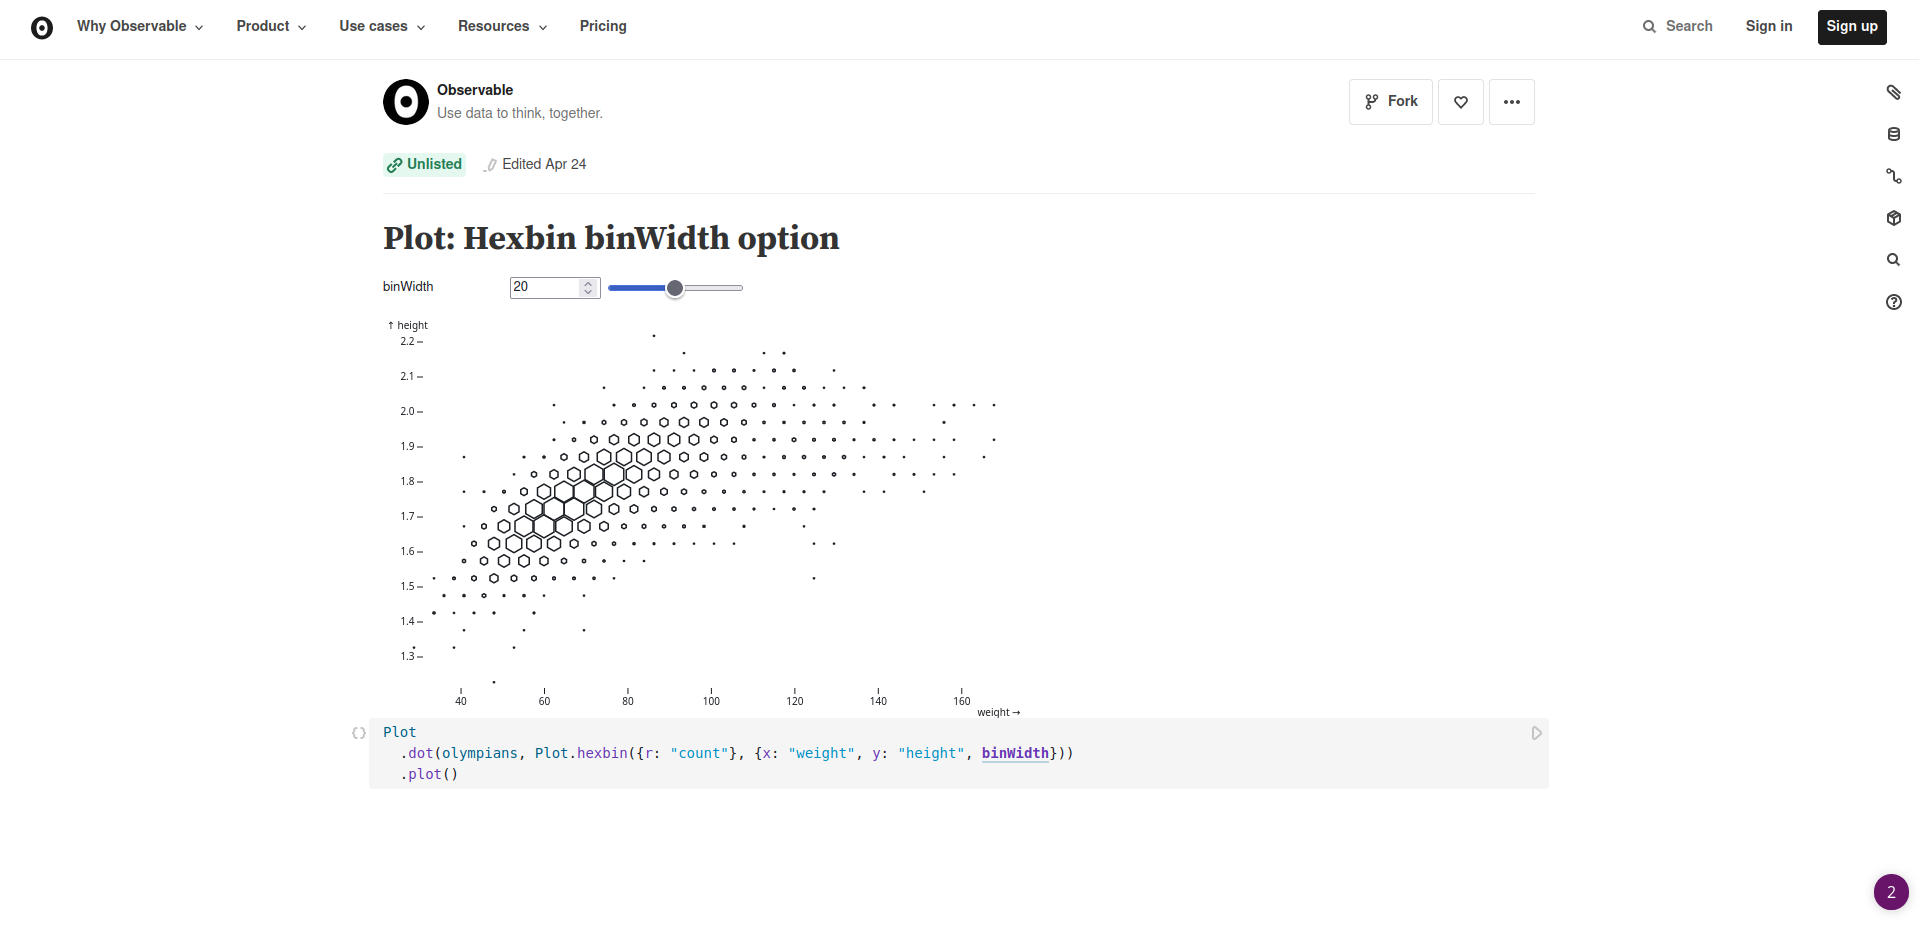 Why Observable Product Use cases Resources Pricing Search Sign in Sign up
Observable
Use data to think, together.
Fork
Unlisted Edited Apr 24
Plot: Hexbin binWidth option
binWidth 20
↑ height
2.2
2.1
2.0
1.9
1.8
1.7
1.6
1.5
1.4
1.3
40 60 80 100 120 140 160
weight →
{} Plot
.dot(olympians, Plot.hexbin({r: "count"}, {x: "weight", y: "height", binWidth}))
.plot()
2